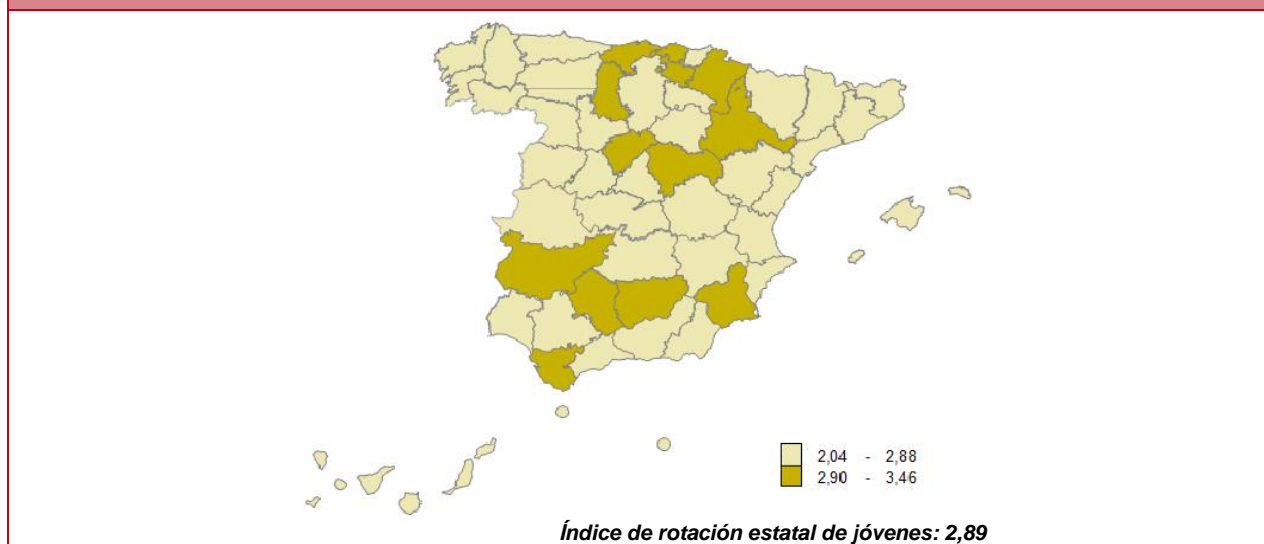 2,04 - 2,88
2,90 - 3,46
Índice de rotación estatal de jóvenes: 2,89